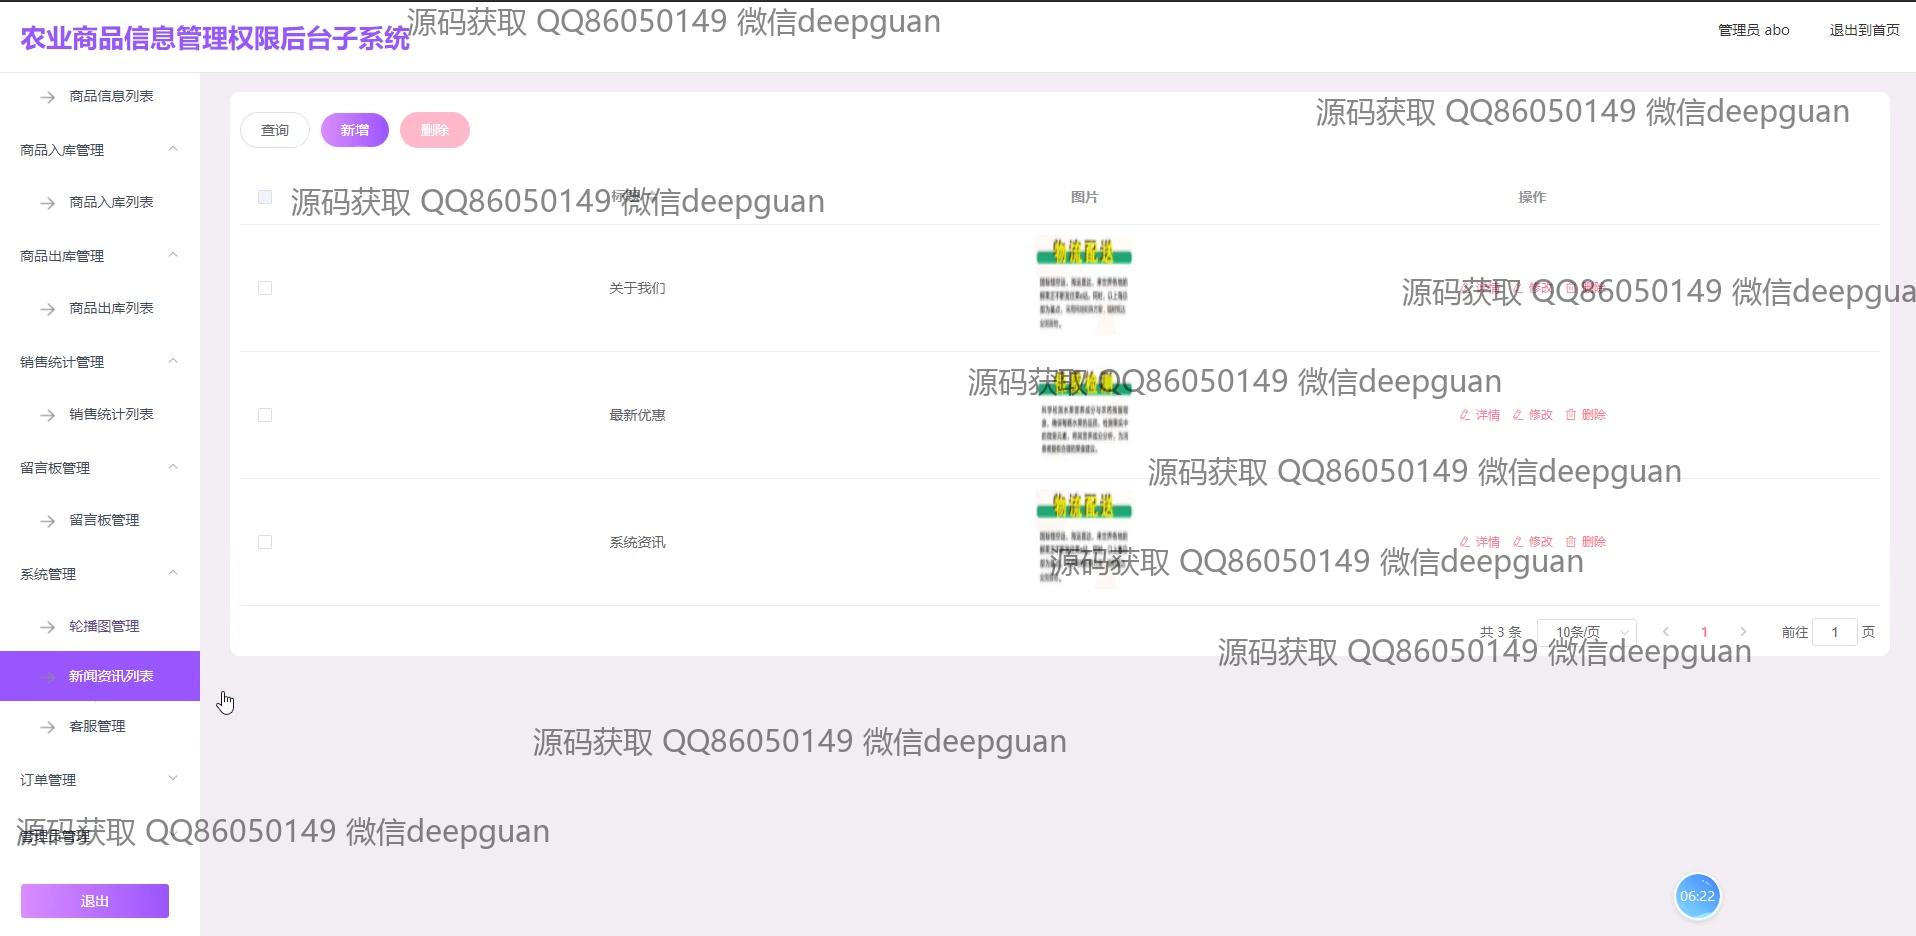 农业商品信息管理权限后台子系统
源码获取 QQ86050149 微信deepguan
管理员 abo
退出到首页
商品信息列表
商品入库管理
商品入库列表
商品出库管理
商品出库列表
销售统计管理
销售统计列表
留言板管理
留言板管理
系统管理
轮播图管理
新闻资讯列表
客服管理
订单管理
管理员管理
源码获取 QQ86050149 微信deepguan
退出
查询
新增
删除
源码获取 QQ86050149 微信deepguan
源码获取 QQ86050149 微信deepguan
标题
图片
操作
关于我们
物流配送
详情
修改
删除
源码获取 QQ86050149 微信deepgua
源码获取 QQ86050149 微信deepguan
最新优惠
详情
修改
删除
源码获取 QQ86050149 微信deepguan
系统资讯
物流配送
详情
修改
删除
源码获取 QQ86050149 微信deepguan
共 3 条
10条/页
1
前往
1
页
源码获取 QQ86050149 微信deepguan
源码获取 QQ86050149 微信deepguan
06:22